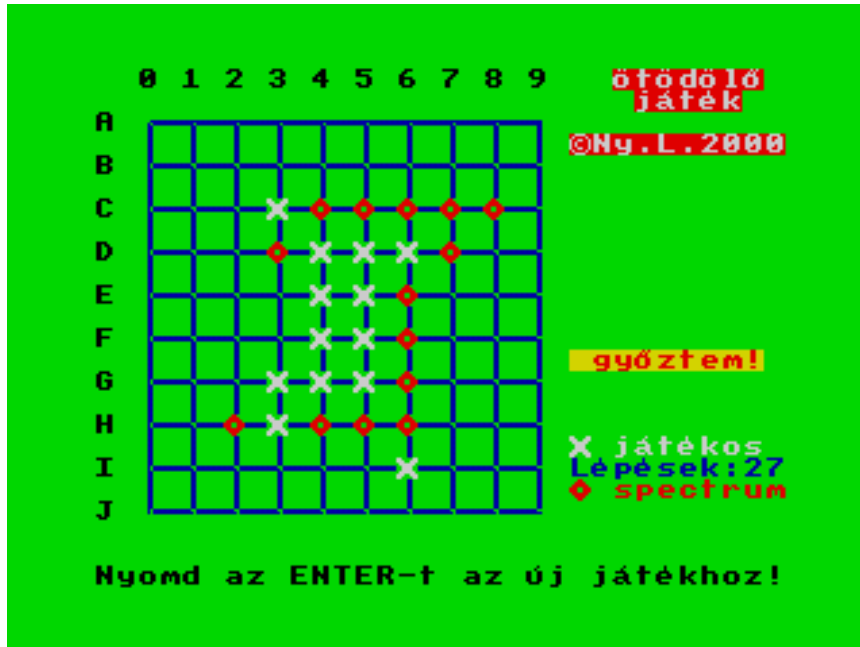 0 1 2 3 4 5 6 7 8 9
ötödölő
játék
©Ny.L.2000
A
B
C
D
E
F
G
H
I
J
győztem!
X játékos
Lépések:27
spectrum
Nyomd az ENTER-t az új játékhoz!